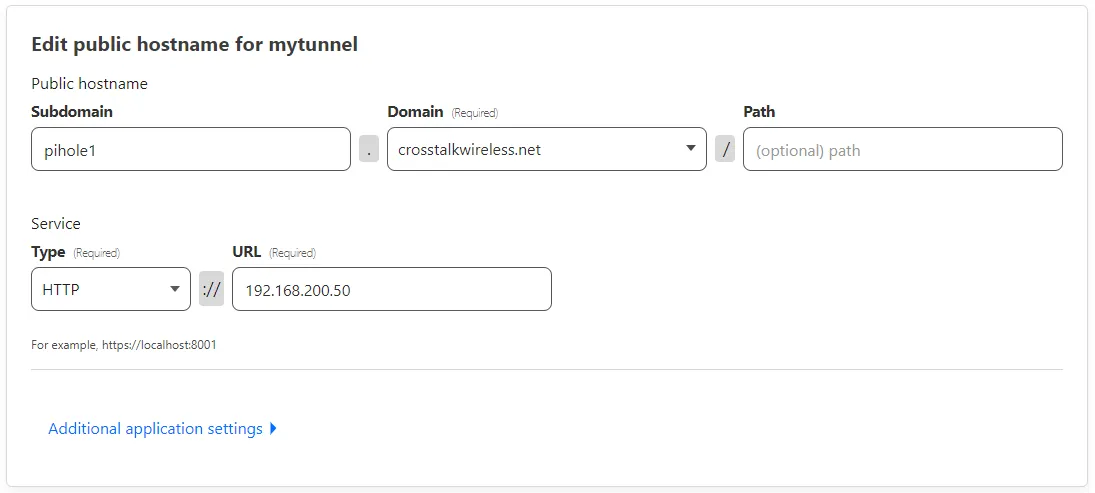 Edit public hostname for mytunnel
Public hostname
Subdomain Domain (Required) Path
pihole1 . crosstalkwireless.net / (optional) path
Service
Type (Required) URL (Required)
HTTP :// 192.168.200.50
For example, https://localhost:8001
Additional application settings